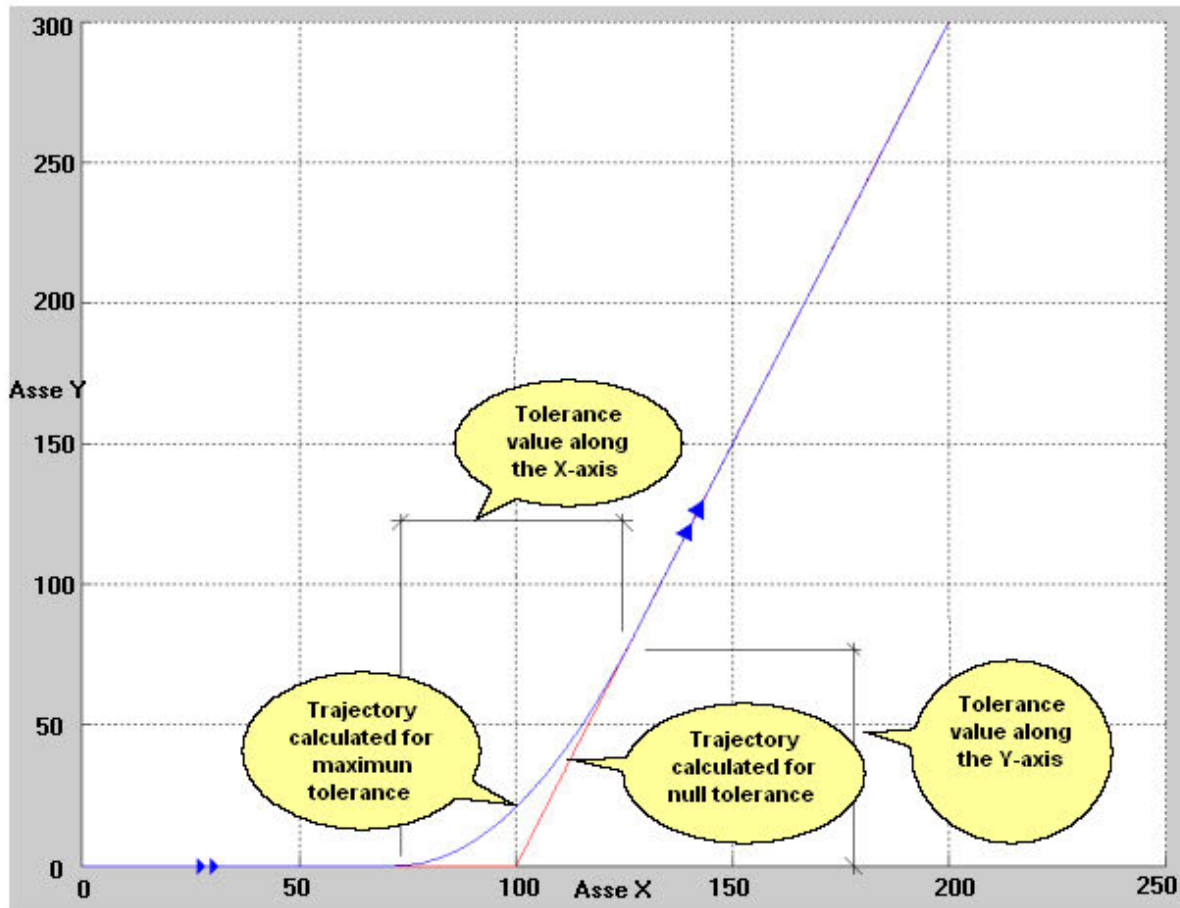 300
250
200
Asse Y
150
100
50
0
Tolerance
value along
the X-axis
Trajectory
calculated for
maximun
tolerance
Trajectory
calculated for
null tolerance
Tolerance
value along
the Y-axis
0
50
100
Asse X
150
200
250